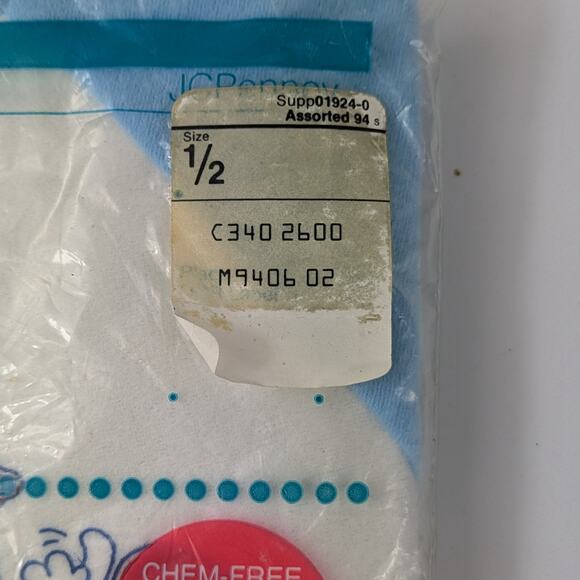 JCPenney
Supp01924-0
Assorted 94 s
Size
1/2
C340 2600
M9406 02
CHEM-FREE